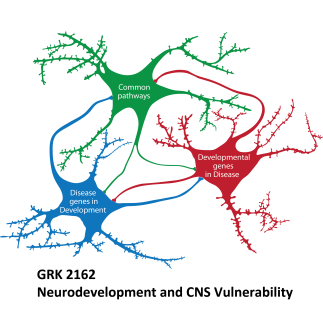 Common
pathways
Developmental
genes
in Disease
Disease
genes in
Development
GRK 2162
Neurodevelopment and CNS Vulnerability